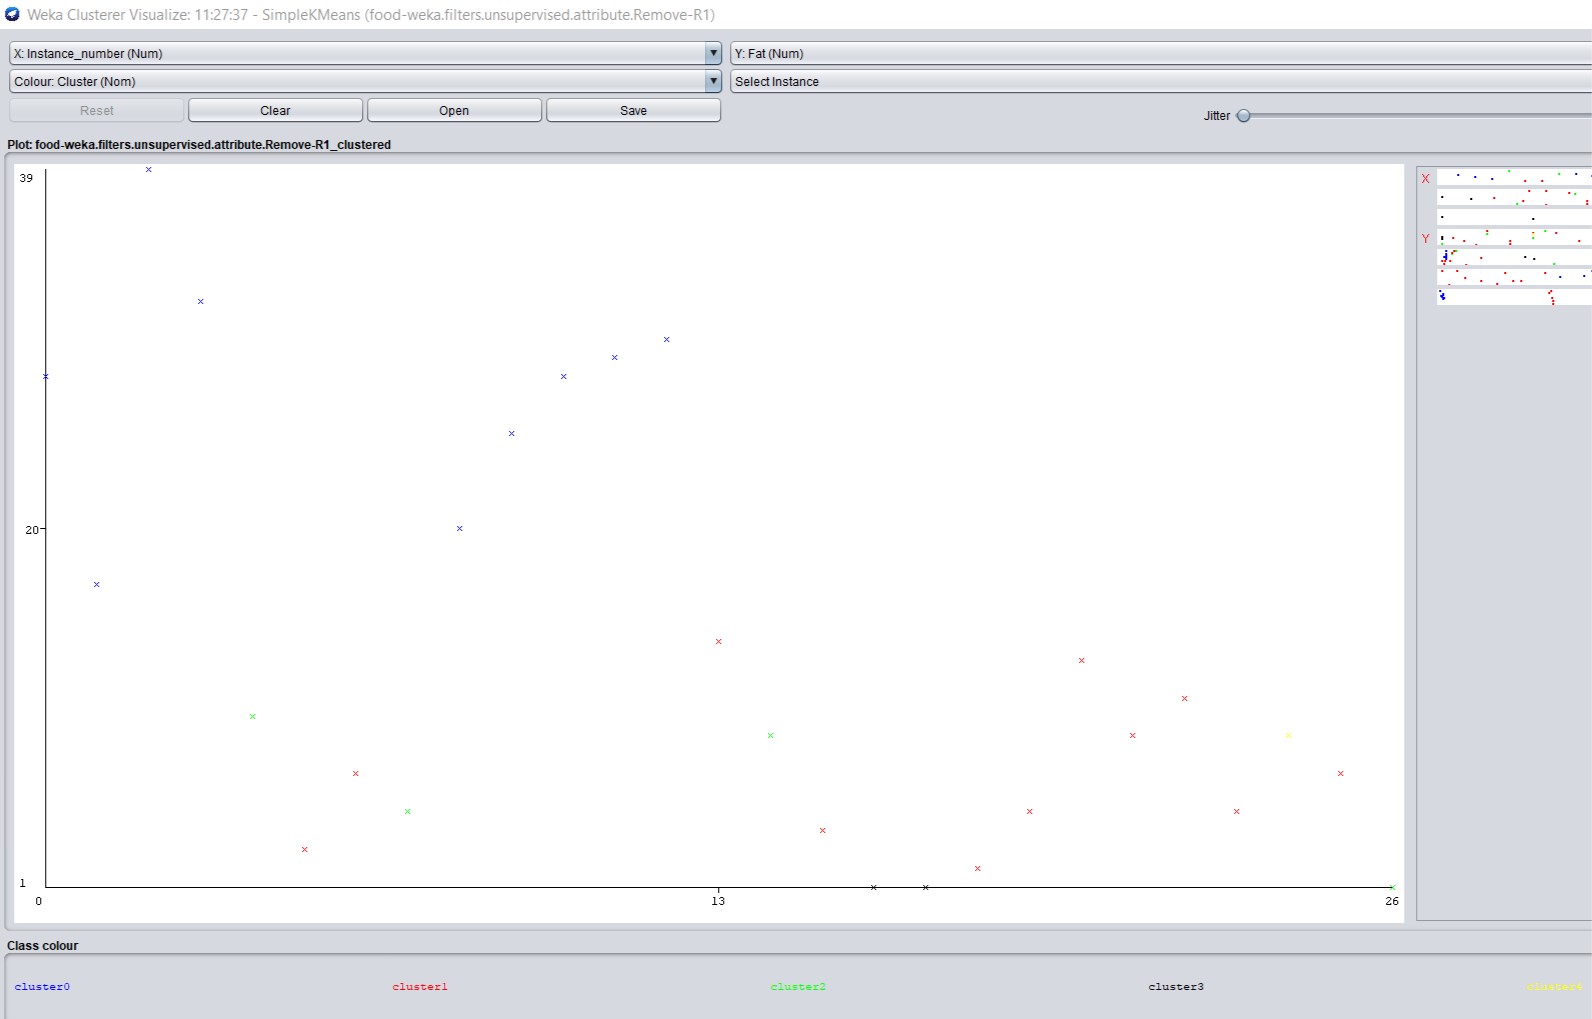 Weka Clusterer Visualize: 11:27:37 - SimpleKMeans (food-weka.filters.unsupervised.attribute.Remove-R1)
X: Instance_number (Num)
Y: Fat (Num)
Colour: Cluster (Nom)
Select Instance
Reset
Clear
Open
Save
Jitter
Plot: food-weka.filters.unsupervised.attribute.Remove-R1_clustered
39
20
1
0
13
26
X
Y
Class colour
cluster0
cluster1
cluster2
cluster3
cluster4